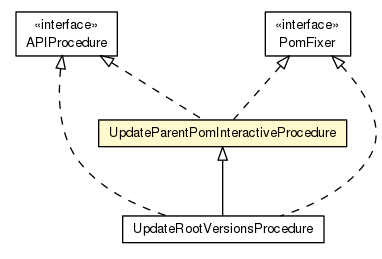 «interface»
APIProcedure
«interface»
PomFixer
UpdateParentPomInteractiveProcedure
UpdateRootVersionsProcedure